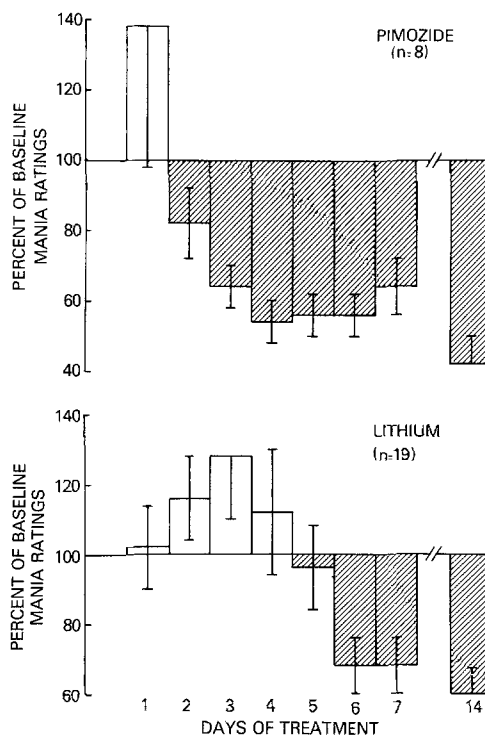 PIMOZIDE
(n=8)
PERCENT OF BASELINE
MANIA RATINGS
140
120
100
80
60
40
LITHIUM
(n=19)
PERCENT OF BASELINE
MANIA RATINGS
140
120
100
80
60
1 2 3 4 5 6 7 14
DAYS OF TREATMENT